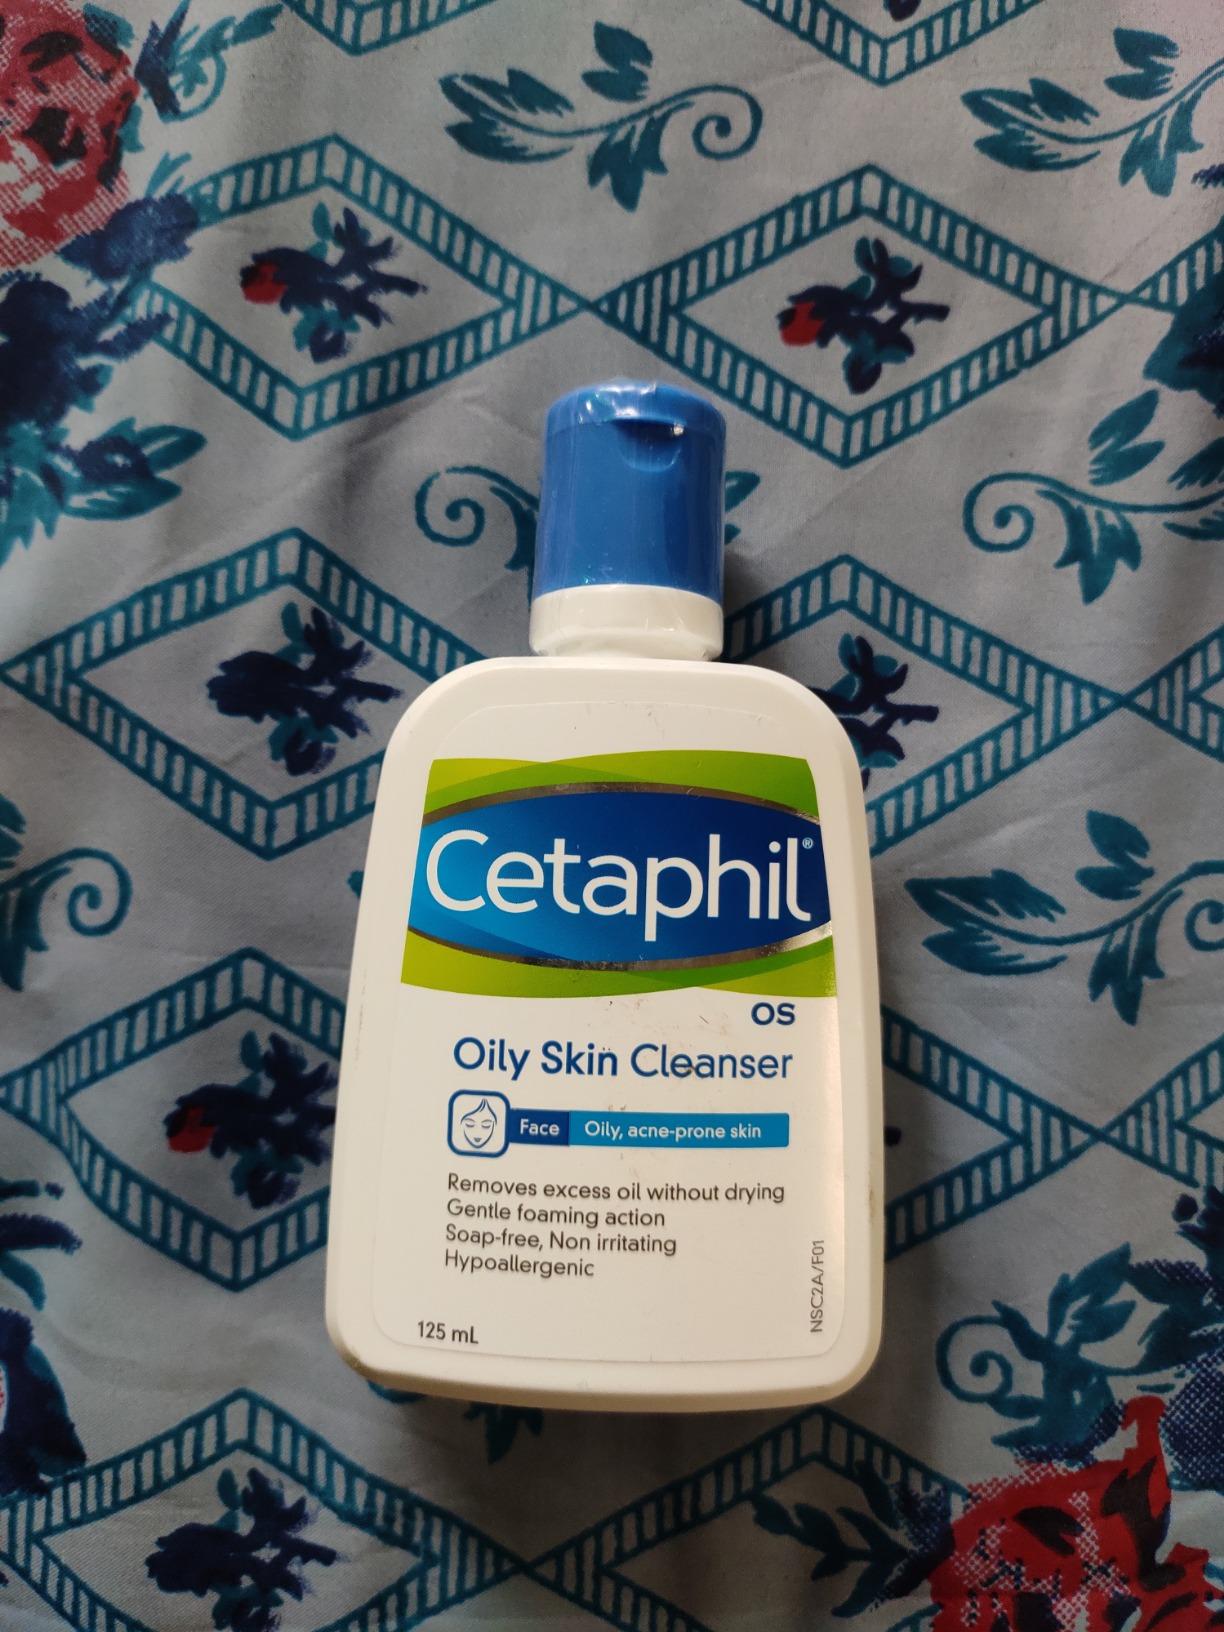 Cetaphil®
OS
Oily Skin Cleanser
Face
Oily, acne-prone skin
Removes excess oil without drying
Gentle foaming action
Soap-free, Non irritating
Hypoallergenic
125 mL
NSC2A/F01